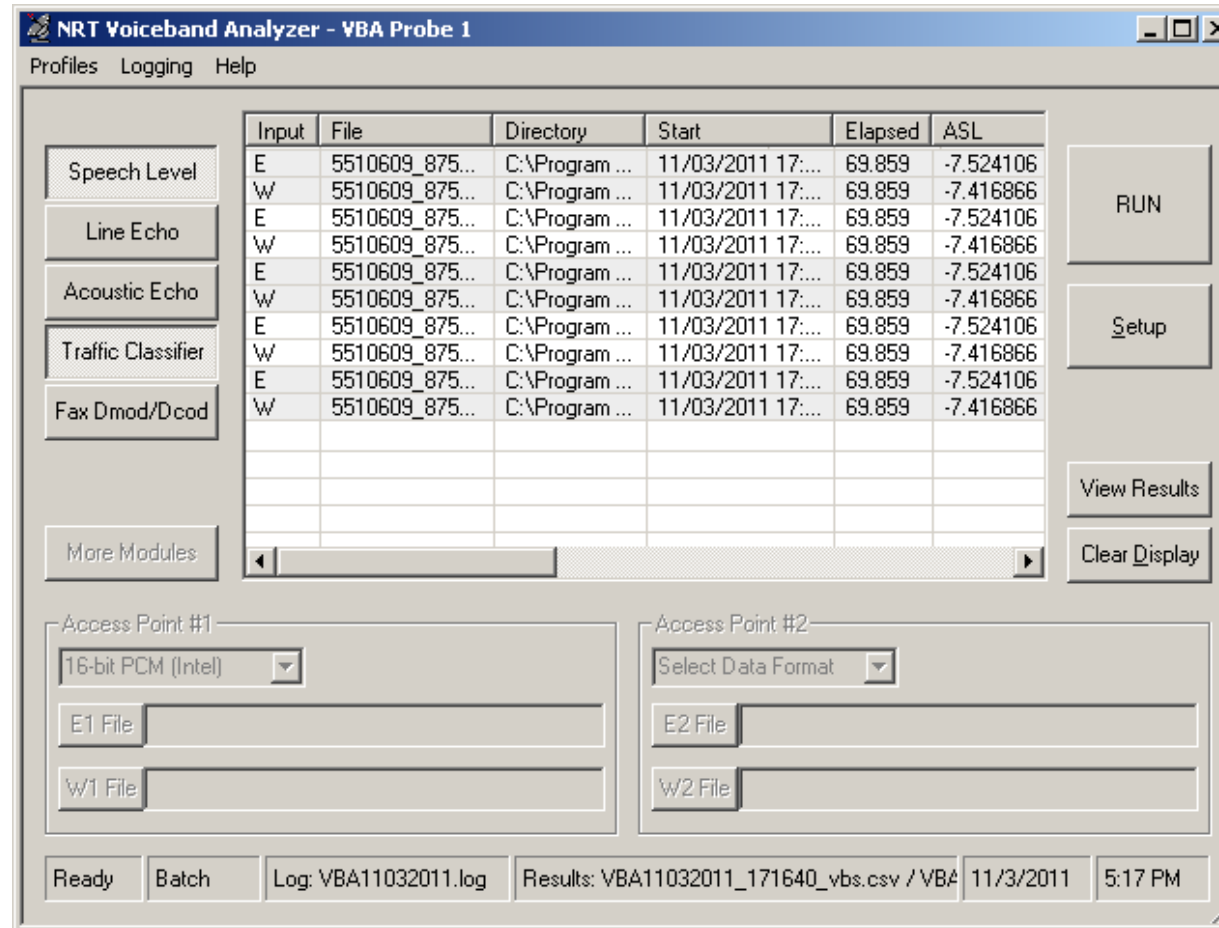 NRT Voiceband Analyzer - VBA Probe 1
Profiles Logging Help
Input File Directory Start Elapsed ASL
E 5510609_875... C:\Program ... 11/03/2011 17:... 69.859 -7.524106
W 5510609_875... C:\Program ... 11/03/2011 17:... 69.859 -7.416866
E 5510609_875... C:\Program ... 11/03/2011 17:... 69.859 -7.524106
W 5510609_875... C:\Program ... 11/03/2011 17:... 69.859 -7.416866
E 5510609_875... C:\Program ... 11/03/2011 17:... 69.859 -7.524106
W 5510609_875... C:\Program ... 11/03/2011 17:... 69.859 -7.416866
E 5510609_875... C:\Program ... 11/03/2011 17:... 69.859 -7.524106
W 5510609_875... C:\Program ... 11/03/2011 17:... 69.859 -7.416866
E 5510609_875... C:\Program ... 11/03/2011 17:... 69.859 -7.524106
W 5510609_875... C:\Program ... 11/03/2011 17:... 69.859 -7.416866
Speech Level
Line Echo
Acoustic Echo
Traffic Classifier
Fax Dmod/Dcod
More Modules
RUN
Setup
View Results
Clear Display
Access Point #1
16-bit PCM (Intel)
E1 File
W1 File
Access Point #2
Select Data Format
E2 File
W2 File
Ready Batch Log: VBA11032011.log Results: VBA11032011_171640_vbs.csv / VBA 11/3/2011 5:17 PM